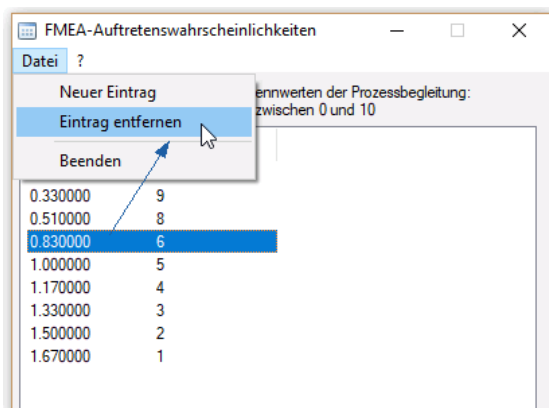 FMEA-Auftretenswahrscheinlichkeiten
Datei ?
Neuer Eintrag
Eintrag entfernen
Beenden
der Prozessbegleitung:
zwischen 0 und 10
0.330000 9
0.510000 8
0.830000 6
1.000000 5
1.170000 4
1.330000 3
1.500000 2
1.670000 1